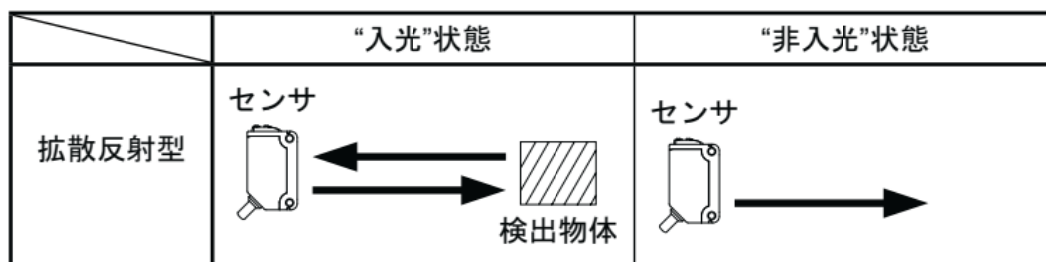 “入光”状態
“非入光”状態
拡散反射型
センサ
検出物体
センサ